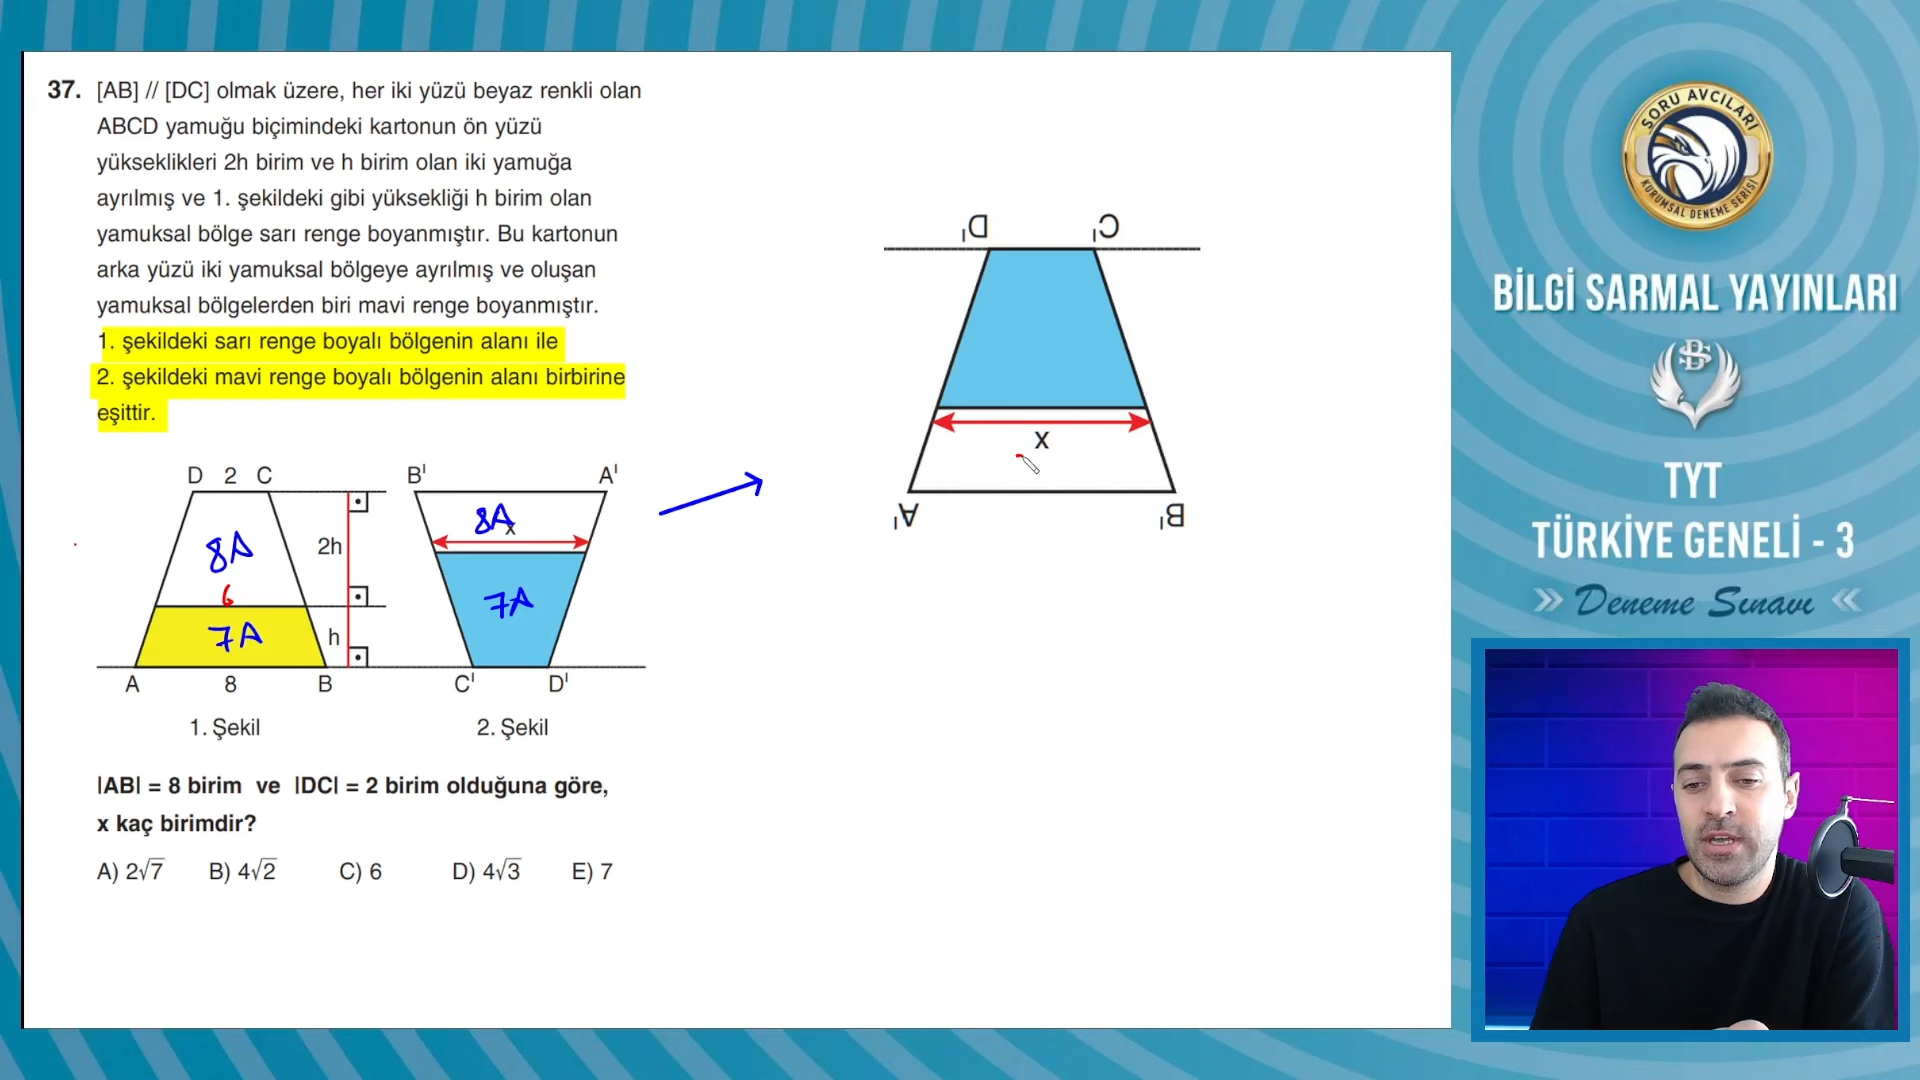 37. [AB] // [DC] olmak üzere, her iki yüzü beyaz renkli olan
ABCD yamuğu biçimindeki kartonun ön yüzü
yükseklikleri 2h birim ve h birim olan iki yamuğa
ayrılmış ve 1. şekildeki gibi yüksekliği h birim olan
yamuksal bölge sarı renge boyanmıştır. Bu kartonun
arka yüzü iki yamuksal bölgeye ayrılmış ve oluşan
yamuksal bölgelerden biri mavi renge boyanmıştır.
1. şekildeki sarı renge boyalı bölgenin alanı ile
2. şekildeki mavi renge boyalı bölgenin alanı birbirine
eşittir.
D 2 C
8A
2h
6
7A
h
A 8 B
1. Şekil
B' A'
8A
x
7A
C' D'
2. Şekil
|AB| = 8 birim ve |DC| = 2 birim olduğuna göre,
x kaç birimdir?
A) 2√7 B) 4√2 C) 6 D) 4√3 E) 7
D' C'
x
A' B'
SORU AVCILARI
KURUMSAL DENEME SERİSİ
BİLGİ SARMAL YAYINLARI
BS
TYT
TÜRKİYE GENELİ - 3
Deneme Sınavı